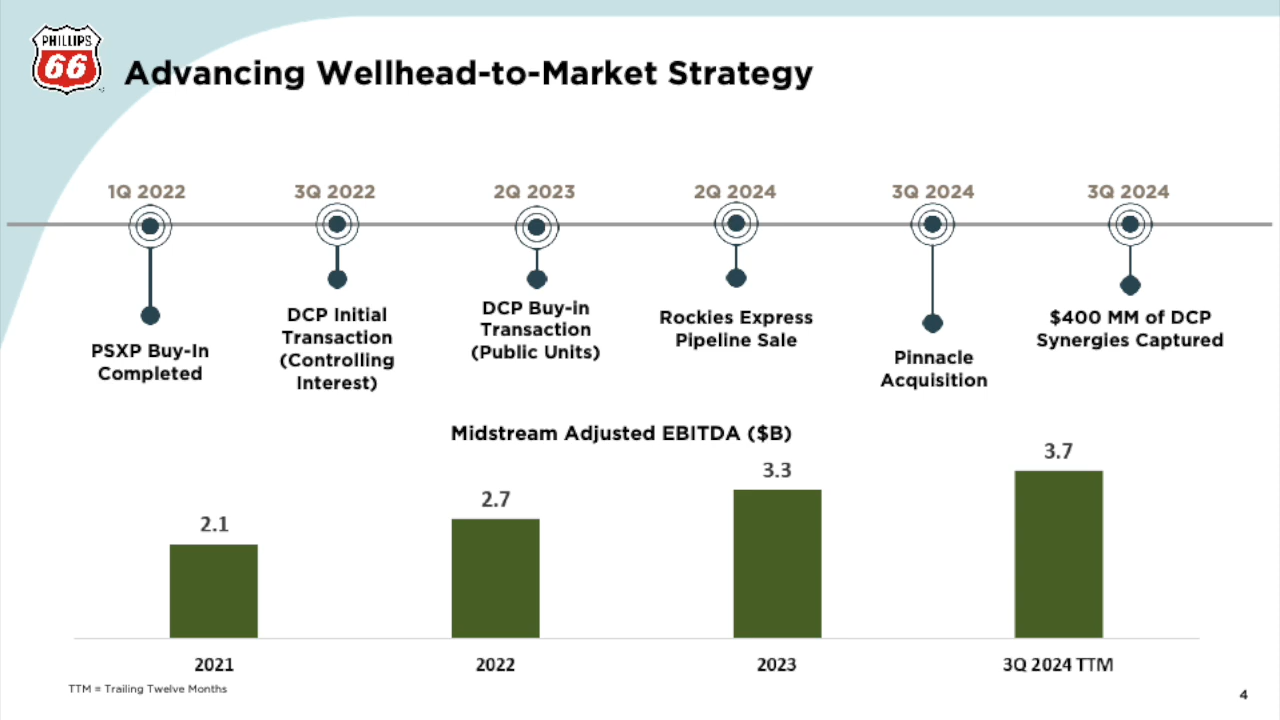 PHILLIPS
66
Advancing Wellhead-to-Market Strategy
1Q 2022
3Q 2022
2Q 2023
2Q 2024
3Q 2024
3Q 2024
PSXP Buy-In
Completed
DCP Initial
Transaction
(Controlling
Interest)
DCP Buy-in
Transaction
(Public Units)
Rockies Express
Pipeline Sale
Pinnacle
Acquisition
$400 MM of DCP
Synergies Captured
Midstream Adjusted EBITDA ($B)
2.1
2.7
3.3
3.7
2021
2022
2023
3Q 2024 TTM
TTM = Trailing Twelve Months
4